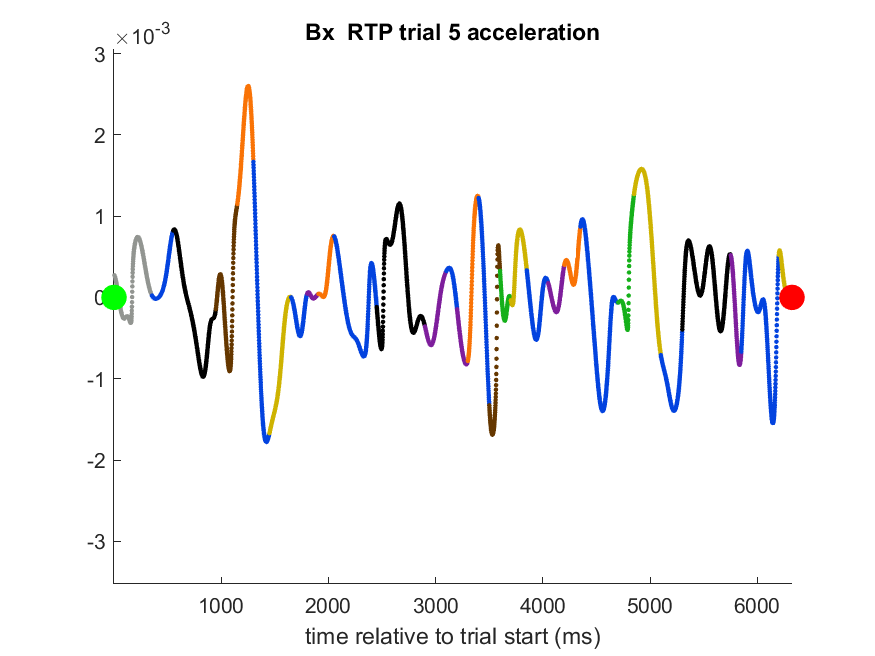 Bx  RTP trial 5 acceleration
×10⁻³
3
2
1
0
-1
-2
-3
1000 2000 3000 4000 5000 6000
time relative to trial start (ms)